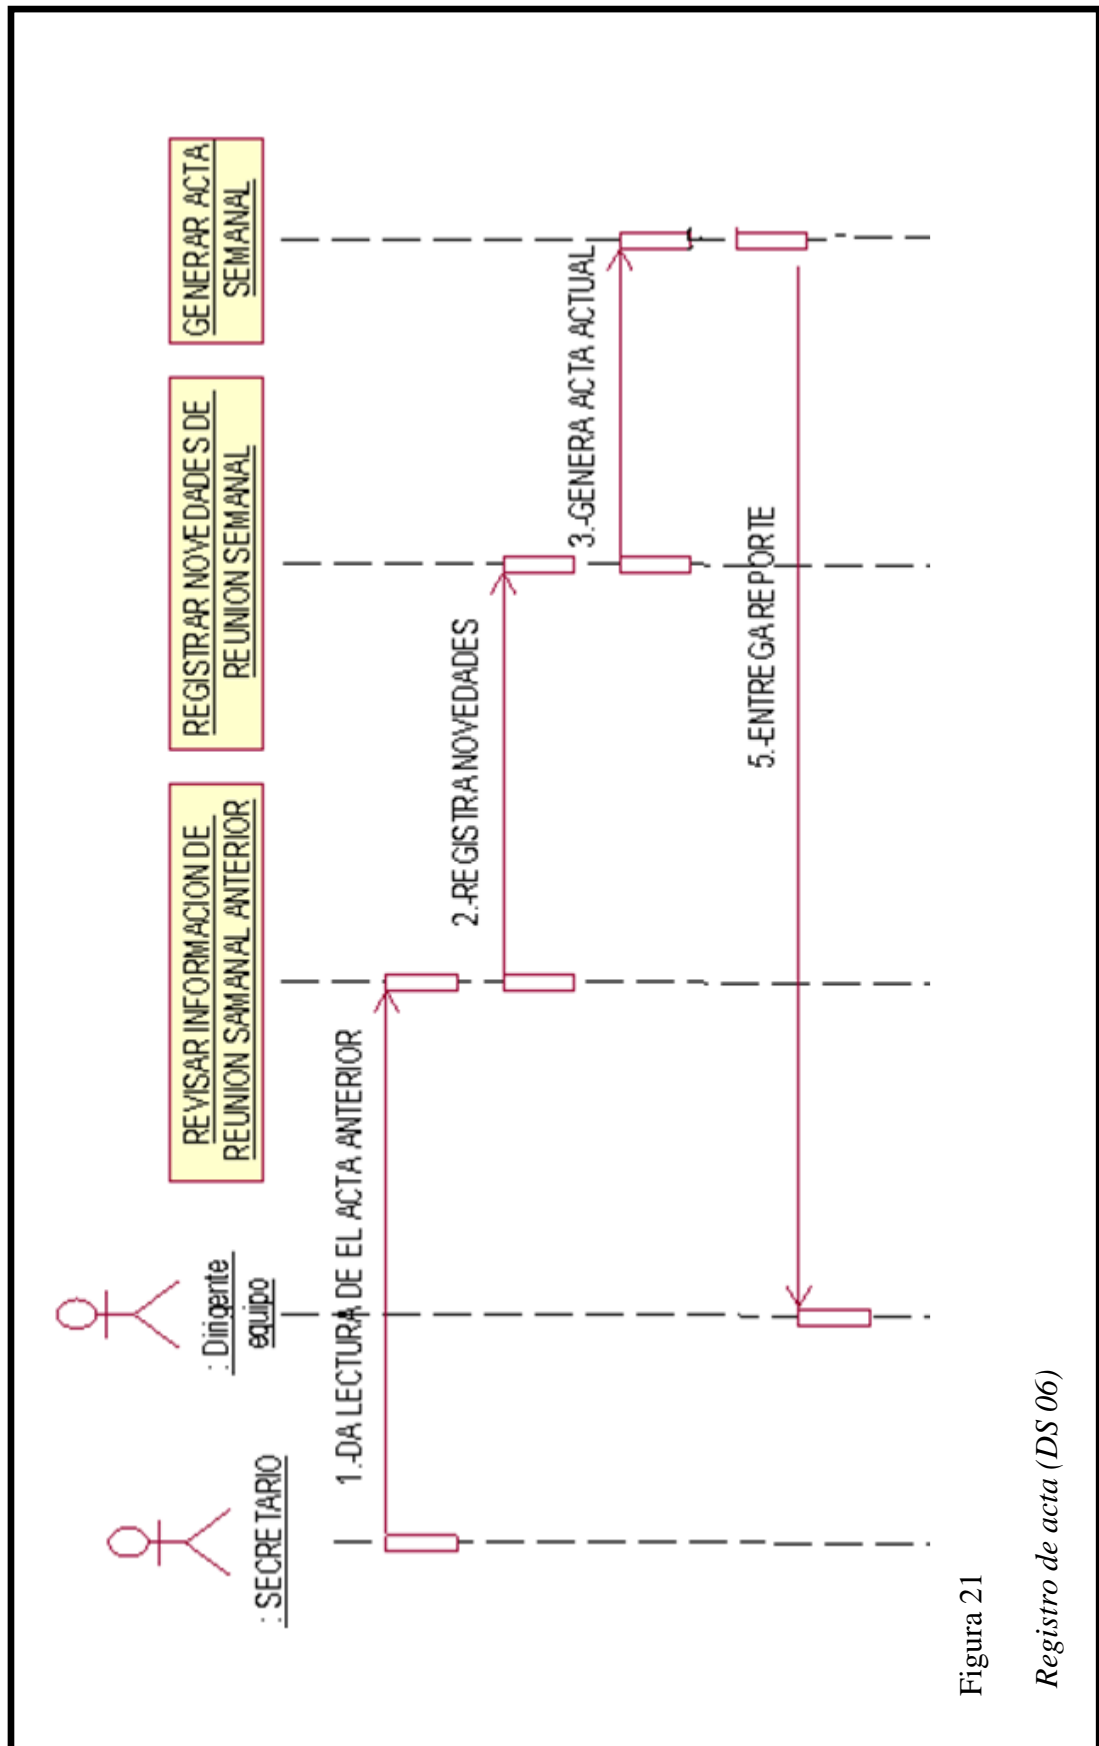 : SECRETARIO
: Dirigente
equipo
REVISAR INFORMACION DE
REUNION SAMANAL ANTERIOR
REGISTRAR NOVEDADES DE
REUNION SEMANAL
GENERAR ACTA
SEMANAL
1.-DA LECTURA DE EL ACTA ANTERIOR
2.-REGISTRA NOVEDADES
3.-GENERA ACTA ACTUAL
5.-ENTREGA REPORTE
Figura 21
Registro de acta (DS 06)